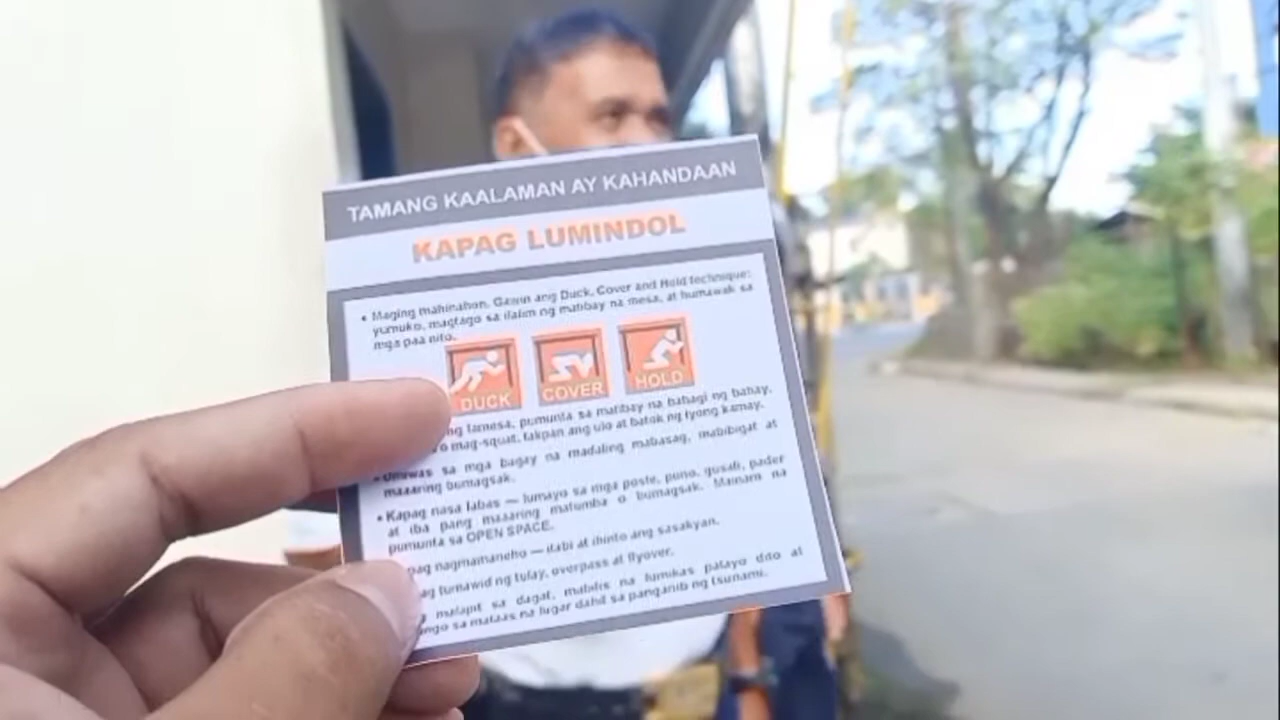 TAMANG KAALAMAN AY KAHANDAAN
KAPAG LUMINDOL
• Maging mahinahon. Gawin ang Duck, Cover and Hold technique:
yumuko, magtago sa ilalim ng matibay na mesa, at humawak sa
mga paa nito.
DUCK
COVER
HOLD
ng lamesa, pumunta sa matibay na bahagi ng bahay,
mag-squat, takpan ang ulo at batok ng iyong kamay.
• Umiwas sa mga bagay na madaling mabasag, mabibigat at
maaaring bumagsak.
• Kapag nasa labas — lumayo sa mga poste, puno, gusali, pader
at iba pang maaaring matumba o bumagsak. Mainam na
pumunta sa OPEN SPACE.
nagmamaneho — itabi at ihinto ang sasakyan.
tumawid ng tulay, overpass at flyover.
malapit sa dagat, mabilis na lumikas palayo dito at
sa mataas na lugar dahil sa panganib ng tsunami.